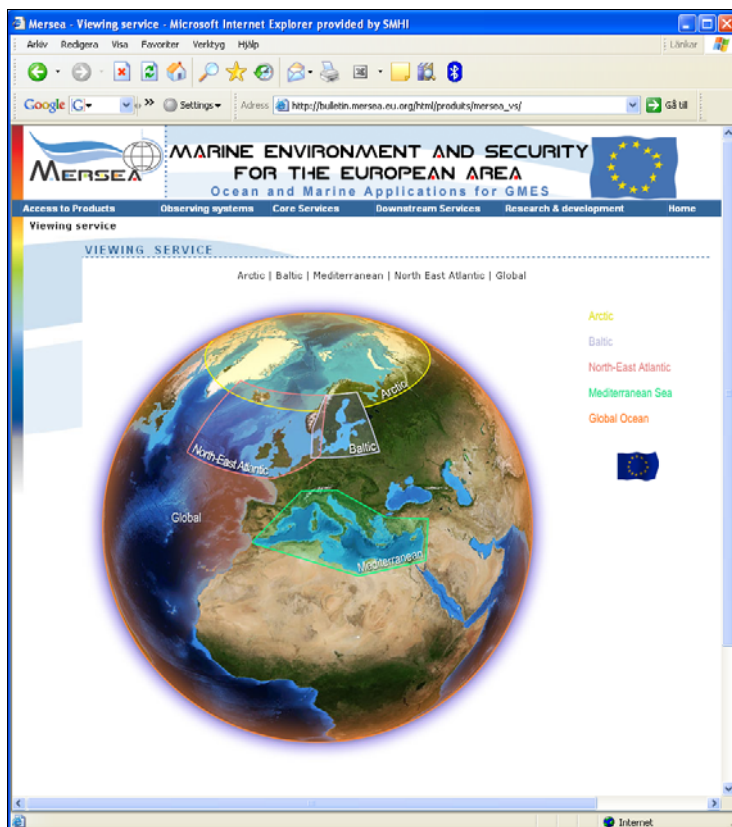 Mersea - Viewing service - Microsoft Internet Explorer provided by SMHI
Arkiv Redigera Visa Favoriter Verktyg Hjälp Länkar
Google G Settings Adress http://bulletin.mersea.eu.org/html/produts/mersea_vs/ Gå till
MERSEA
MARINE ENVIRONMENT AND SECURITY
FOR THE EUROPEAN AREA
Ocean and Marine Applications for GMES
Access to Products Observing systems Core Services Downstream Services Research & development Home
Viewing service
VIEWING SERVICE
Arctic | Baltic | Mediterranean | North East Atlantic | Global
Arctic
Baltic
North-East Atlantic
Mediterranean Sea
Global Ocean
Arctic
Baltic
North-East Atlantic
Global
Mediterranean
Internet